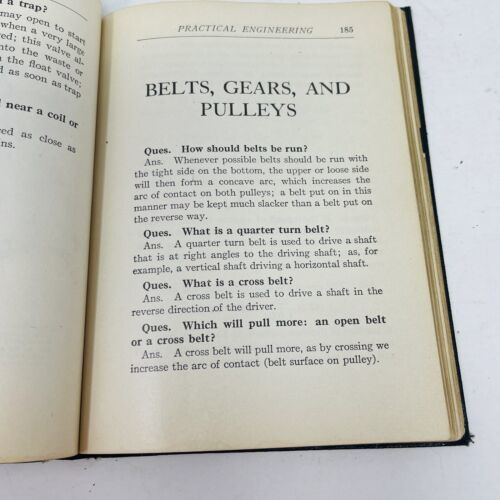 d a trap?
may open to start
when a very large
ed; this valve al-
nto the waste or
n the float valve;
d as soon as trap
d near a coil or
ced as close as
ns.
PRACTICAL ENGINEERING 185
BELTS, GEARS, AND
PULLEYS
Ques. How should belts be run?
Ans. Whenever possible belts should be run with
the tight side on the bottom, the upper or loose side
will then form a concave arc, which increases the
arc of contact on both pulleys; a belt put on in this
manner may be kept much slacker than a belt put on
the reverse way.
Ques. What is a quarter turn belt?
Ans. A quarter turn belt is used to drive a shaft
that is at right angles to the driving shaft; as, for
example, a vertical shaft driving a horizontal shaft.
Ques. What is a cross belt?
Ans. A cross belt is used to drive a shaft in the
reverse direction of the driver.
Ques. Which will pull more: an open belt
or a cross belt?
Ans. A cross belt will pull more, as by crossing we
increase the arc of contact (belt surface on pulley).